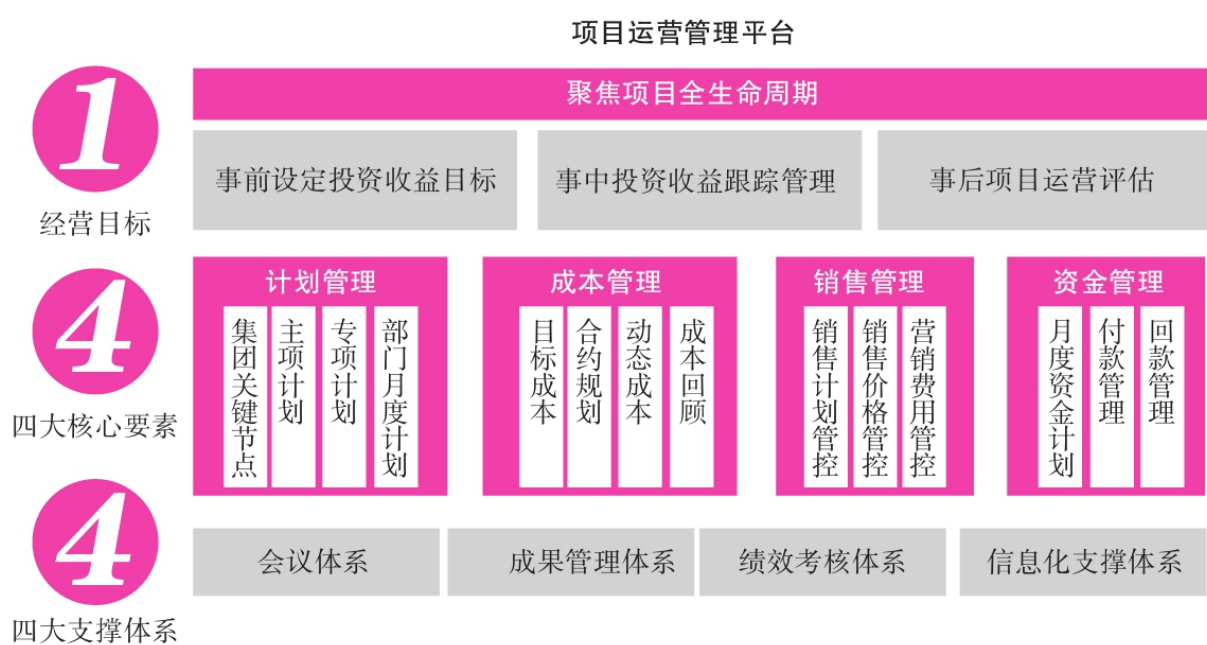 项目运营管理平台
1
经营目标
聚焦项目全生命周期
事前设定投资收益目标
事中投资收益跟踪管理
事后项目运营评估
4
四大核心要素
计划管理
集团关键节点
主项计划
专项计划
部门月度计划
成本管理
目标成本
合约规划
动态成本
成本回顾
销售管理
销售计划管控
销售价格管控
营销费用管控
资金管理
月度资金计划
付款管理
回款管理
4
四大支撑体系
会议体系
成果管理体系
绩效考核体系
信息化支撑体系